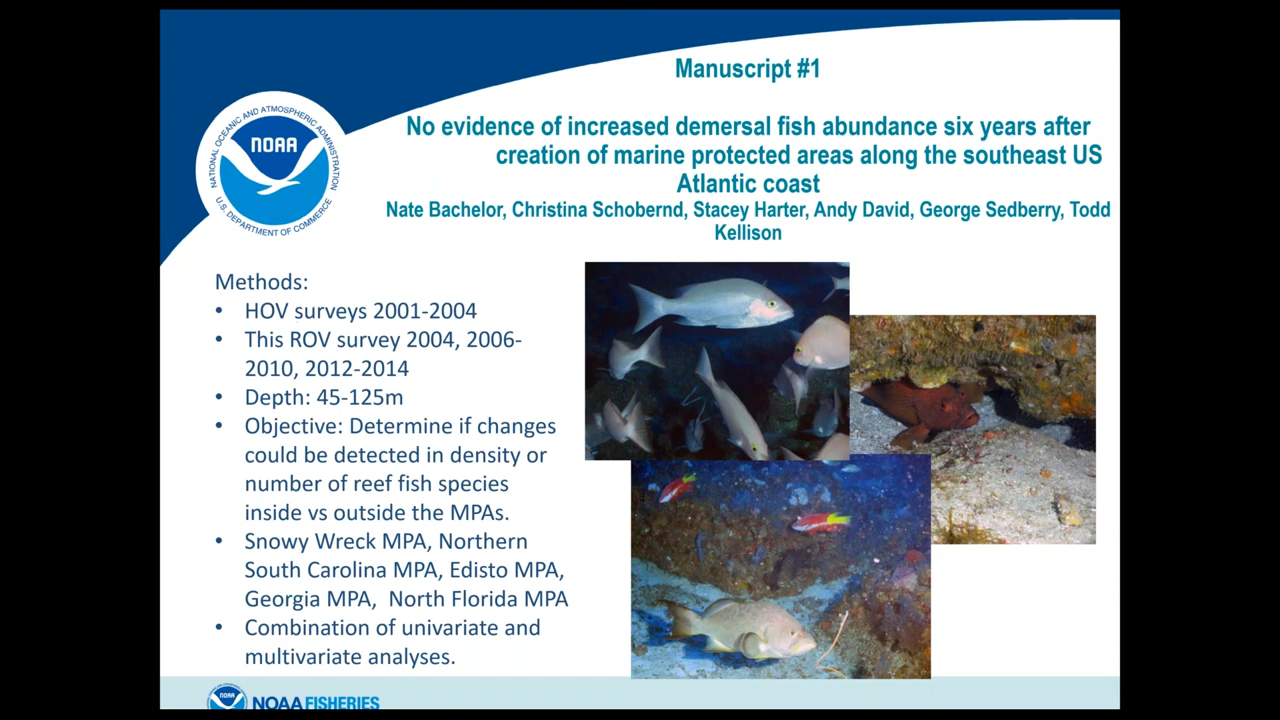 Manuscript #1
No evidence of increased demersal fish abundance six years after
creation of marine protected areas along the southeast US
Atlantic coast
Nate Bachelor, Christina Schobernd, Stacey Harter, Andy David, George Sedberry, Todd
Kellison
NATIONAL OCEANIC AND ATMOSPHERIC ADMINISTRATION
NOAA
U.S. DEPARTMENT OF COMMERCE
Methods:
• HOV surveys 2001-2004
• This ROV survey 2004, 2006-
2010, 2012-2014
• Depth: 45-125m
• Objective: Determine if changes
could be detected in density or
number of reef fish species
inside vs outside the MPAs.
• Snowy Wreck MPA, Northern
South Carolina MPA, Edisto MPA,
Georgia MPA,  North Florida MPA
• Combination of univariate and
multivariate analyses.
NOAA
NOAA FISHERIES